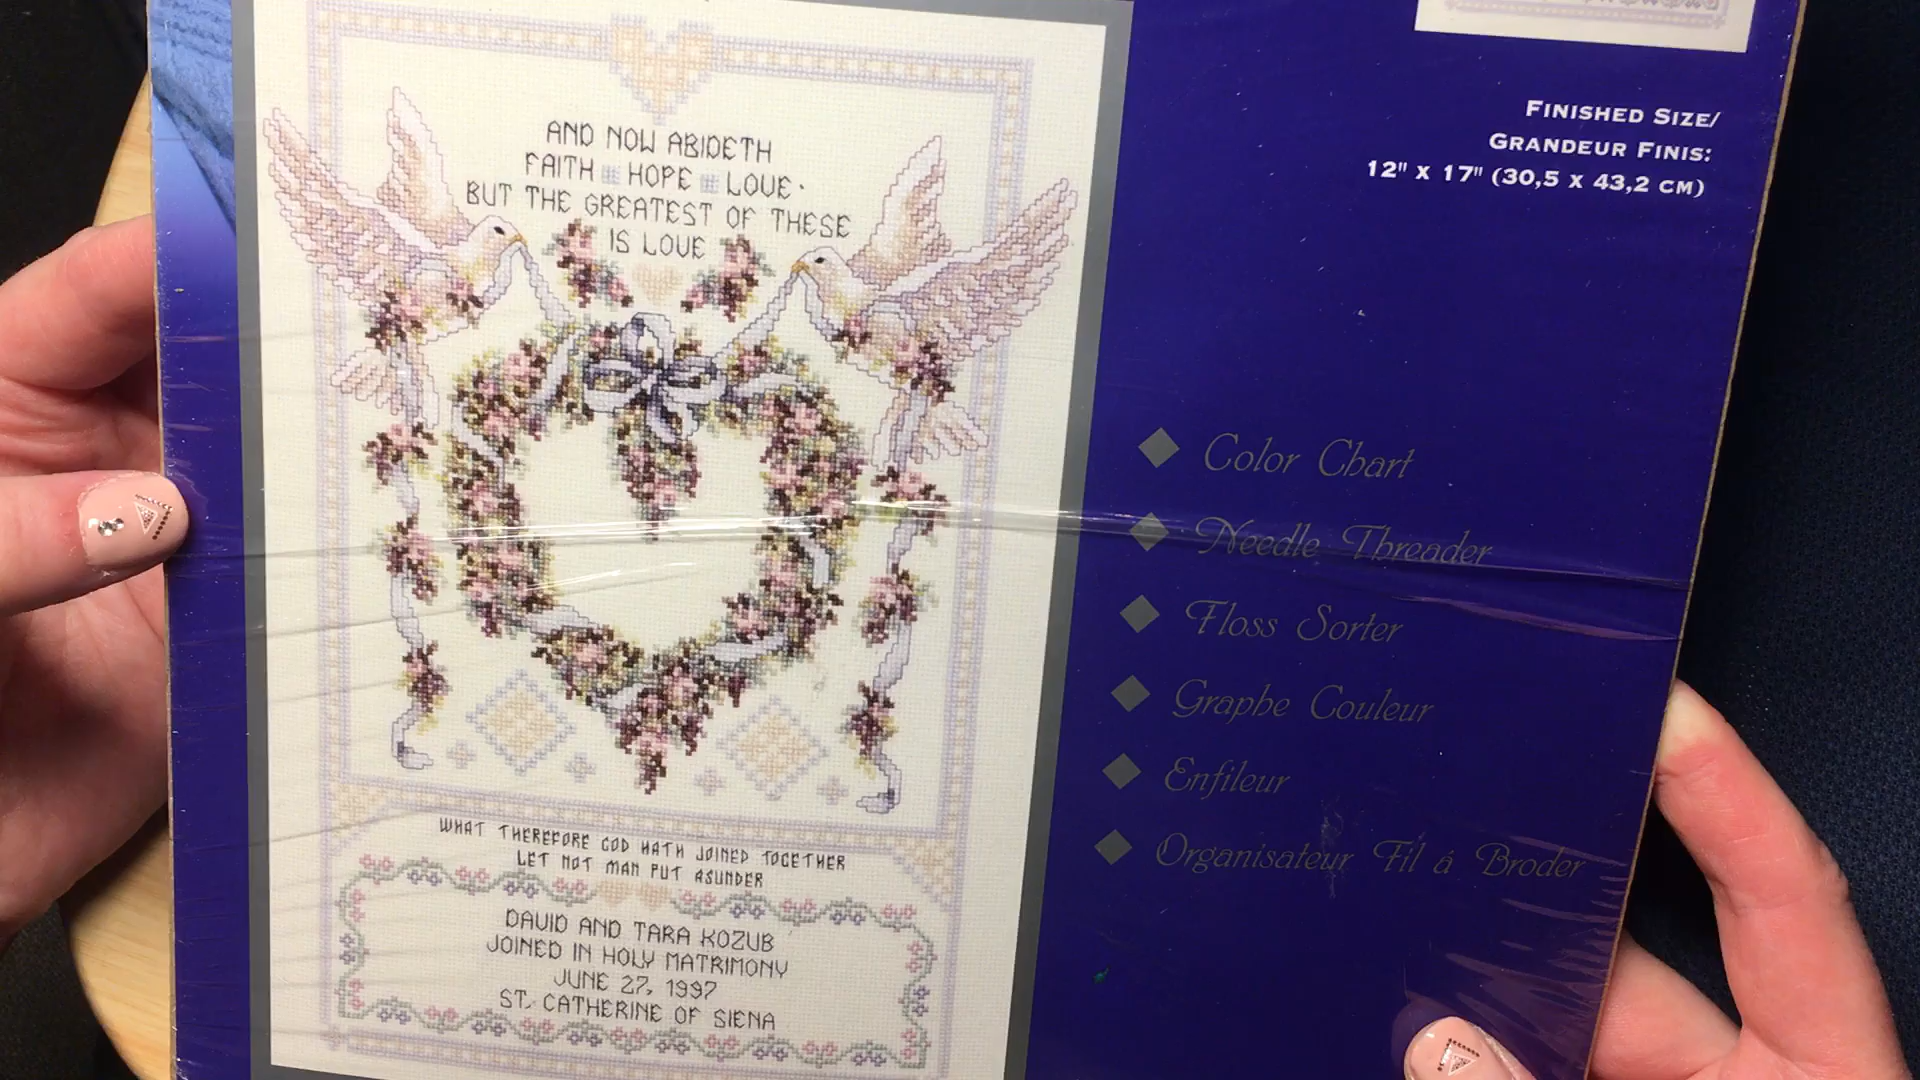 AND NOW ABIDETH
FAITH HOPE LOVE·
BUT THE GREATEST OF THESE
IS LOVE
WHAT THEREFORE GOD HATH JOINED TOGETHER
LET NOT MAN PUT ASUNDER
DAVID AND TARA KOZUB
JOINED IN HOLY MATRIMONY
JUNE 27, 1997
ST. CATHERINE OF SIENA
FINISHED SIZE/
GRANDEUR FINIS:
12" X 17" (30,5 X 43,2 CM)
Color Chart
Needle Threader
Floss Sorter
Graphe Couleur
Enfileur
Organisateur Fil á Broder